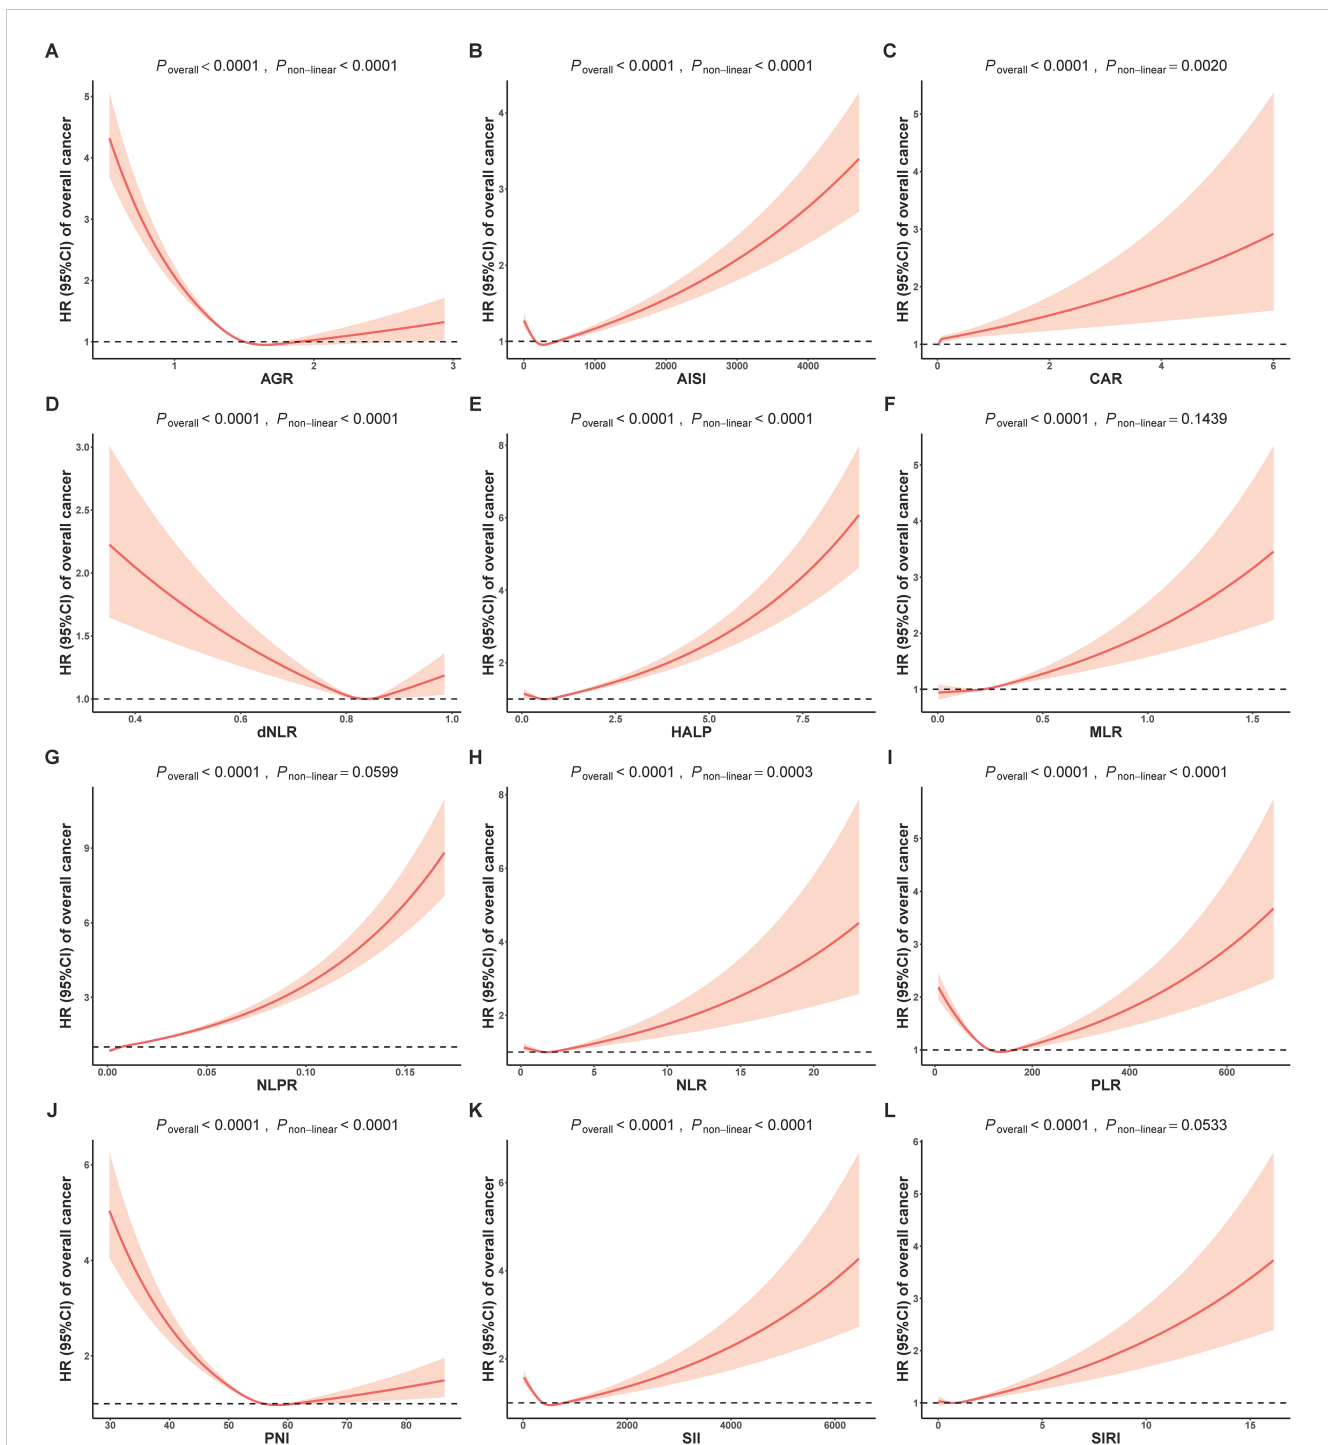 A
P overall < 0.0001 , P non−linear < 0.0001
HR (95%CI) of overall cancer
5
4
3
2
1
1 2 3
AGR
B
P overall < 0.0001 , P non−linear < 0.0001
HR (95%CI) of overall cancer
4
3
2
1
0 1000 2000 3000 4000
AISI
C
P overall < 0.0001 , P non−linear = 0.0020
HR (95%CI) of overall cancer
5
4
3
2
1
0 2 4 6
CAR
D
P overall < 0.0001 , P non−linear < 0.0001
HR (95%CI) of overall cancer
3.0
2.5
2.0
1.5
1.0
0.4 0.6 0.8 1.0
dNLR
E
P overall < 0.0001 , P non−linear < 0.0001
HR (95%CI) of overall cancer
8
6
4
2
0.0 2.5 5.0 7.5
HALP
F
P overall < 0.0001 , P non−linear = 0.1439
HR (95%CI) of overall cancer
5
4
3
2
1
0.0 0.5 1.0 1.5
MLR
G
P overall < 0.0001 , P non−linear = 0.0599
HR (95%CI) of overall cancer
9
6
3
0.00 0.05 0.10 0.15
NLPR
H
P overall < 0.0001 , P non−linear = 0.0003
HR (95%CI) of overall cancer
8
6
4
2
0 5 10 15 20
NLR
I
P overall < 0.0001 , P non−linear < 0.0001
HR (95%CI) of overall cancer
5
4
3
2
1
0 200 400 600
PLR
J
P overall < 0.0001 , P non−linear < 0.0001
HR (95%CI) of overall cancer
6
4
2
30 40 50 60 70 80
PNI
K
P overall < 0.0001 , P non−linear < 0.0001
HR (95%CI) of overall cancer
6
4
2
0 2000 4000 6000
SII
L
P overall < 0.0001 , P non−linear = 0.0533
HR (95%CI) of overall cancer
6
5
4
3
2
1
0 5 10 15
SIRI